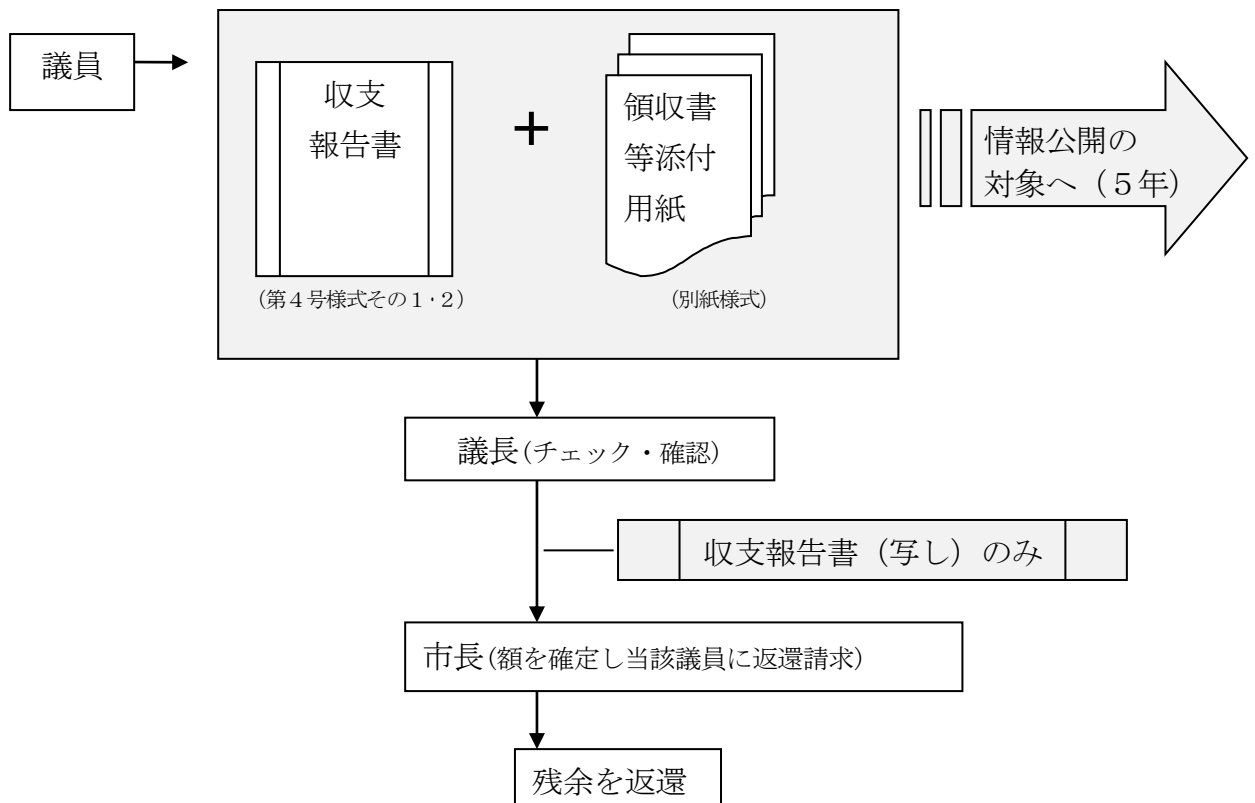 議員
収支
報告書
+
領収書
等添付
用紙
(第4号様式その1・2)
(別紙様式)
情報公開の
対象へ(5年)
議長(チェック・確認)
収支報告書(写し)のみ
市長(額を確定し当該議員に返還請求)
残余を返還